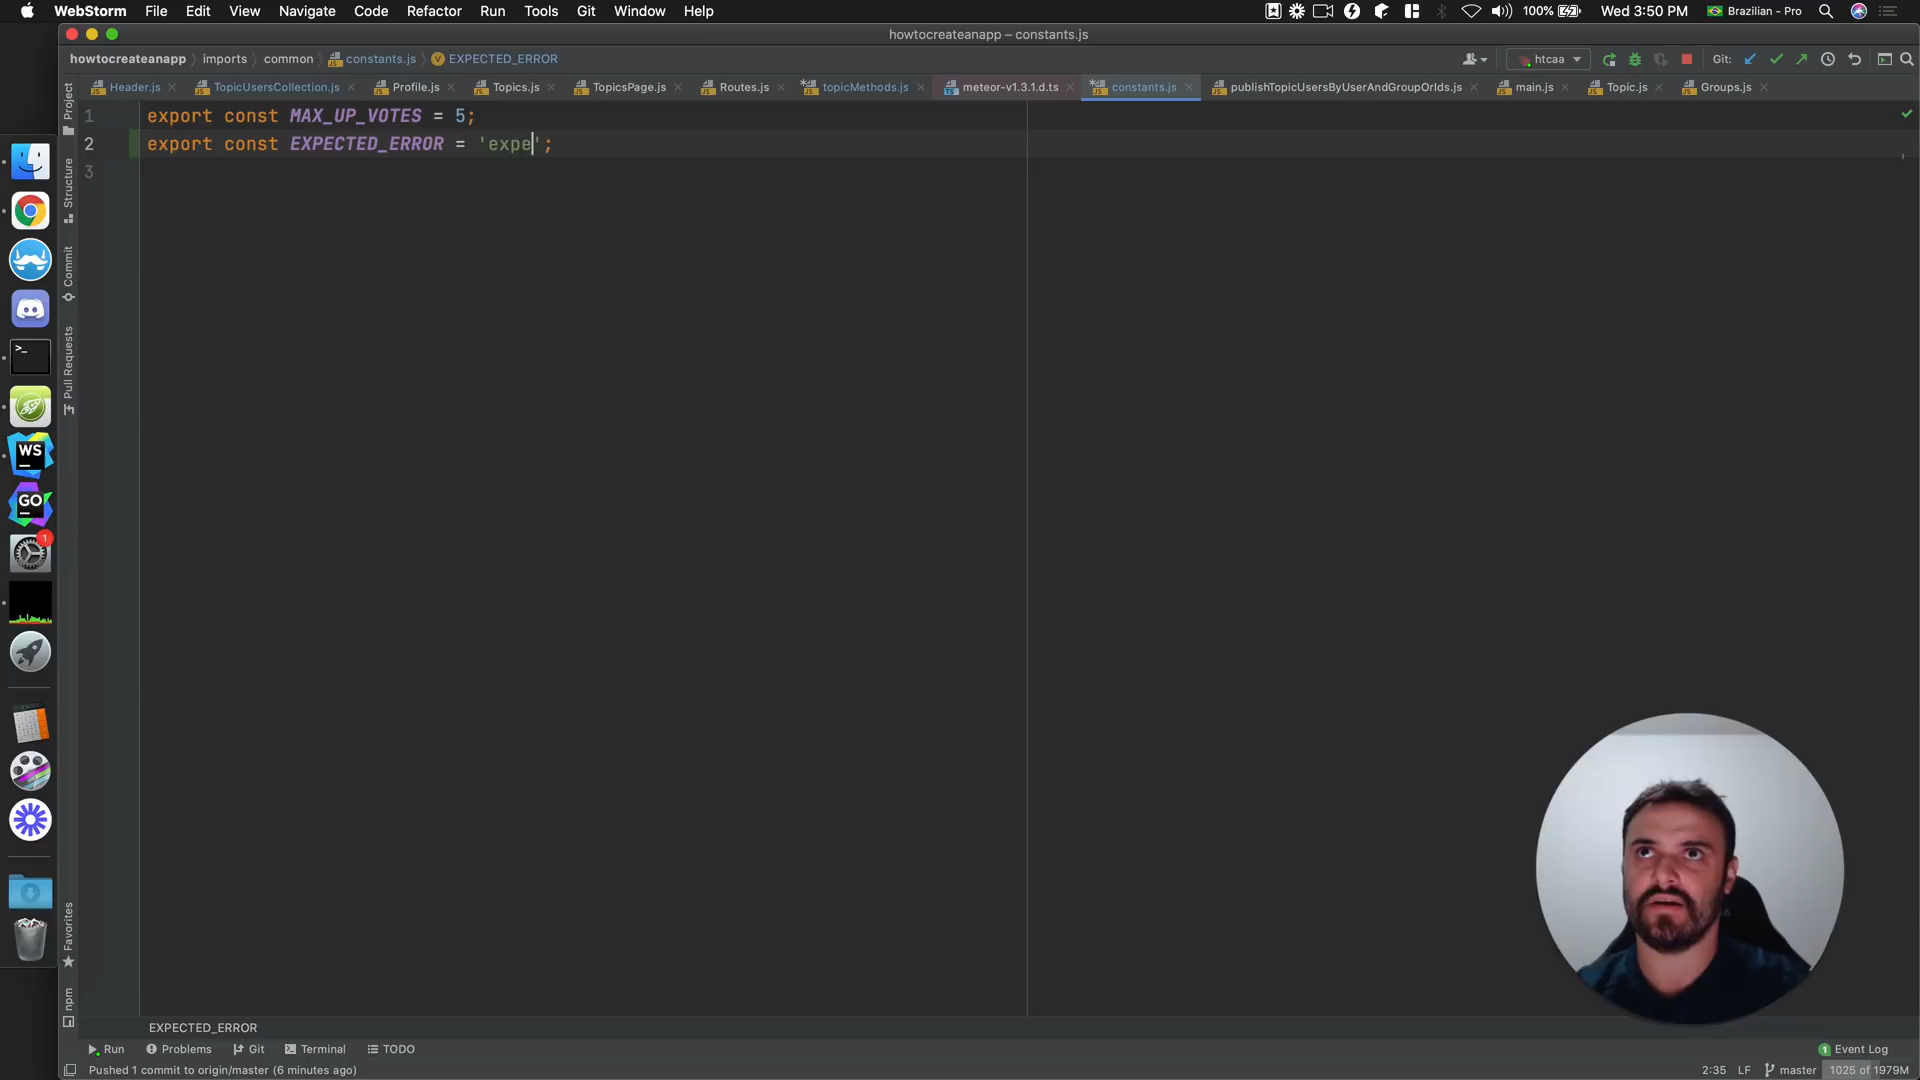 WebStorm File Edit View Navigate Code Refactor Run Tools Git Window Help 100% Wed 3:50 PM Brazilian - Pro
howtocreateanapp – constants.js
howtocreateanapp imports common constants.js EXPECTED_ERROR htcaa Git:
Header.js TopicUsersCollection.js Profile.js Topics.js TopicsPage.js Routes.js topicMethods.js meteor-v1.3.1.d.ts constants.js publishTopicUsersByUserAndGroupOrIds.js main.js Topic.js Groups.js
1 export const MAX_UP_VOTES = 5;
2 export const EXPECTED_ERROR = 'expe';
3
Project
Structure
Commit
Pull Requests
Favorites
npm
WS
GO
1
EXPECTED_ERROR
Run Problems Git Terminal TODO 1 Event Log
Pushed 1 commit to origin/master (6 minutes ago) 2:35 LF master 1025 of 1979M